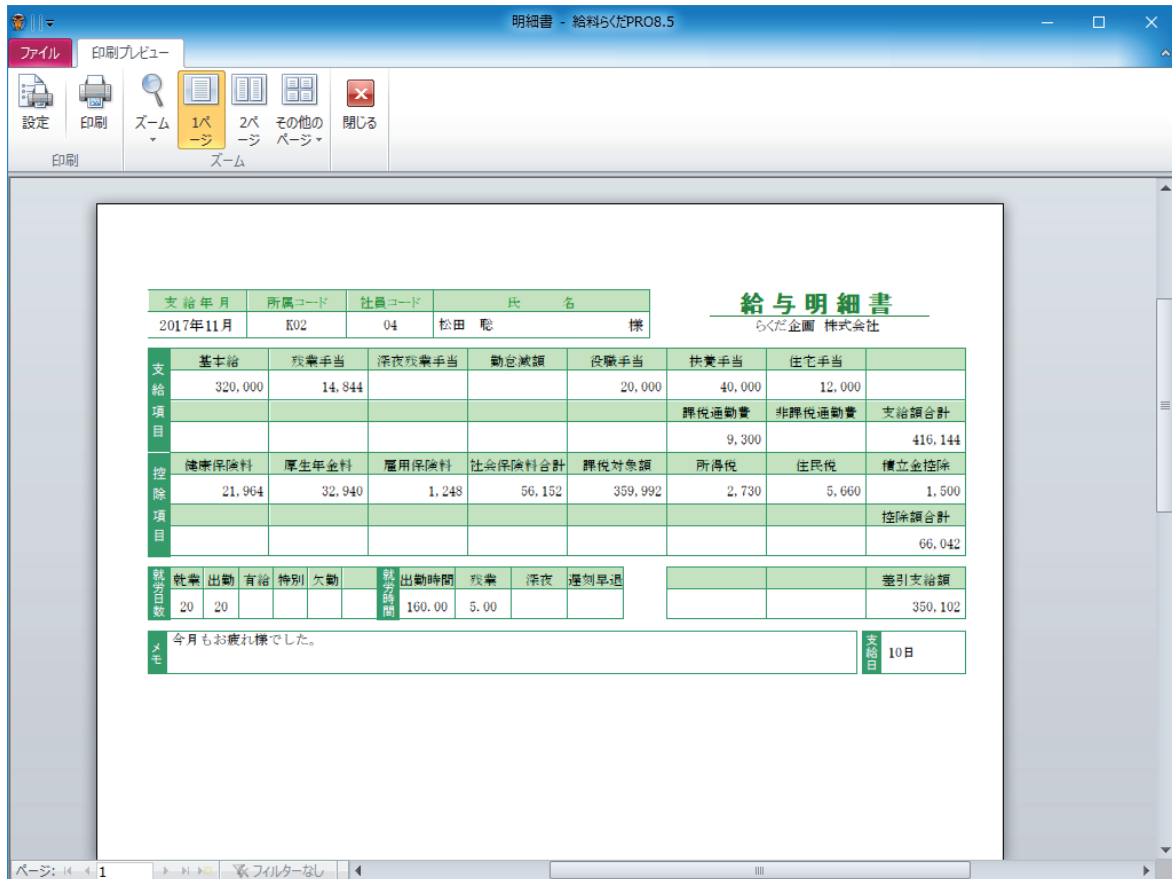 明細書 - 給料らくだPRO8.5
ファイル 印刷プレビュー
設定 印刷 ズーム 1ページ 2ページ その他のページ 閉じる
印刷 ズーム
支給年月 所属コード 社員コード 氏名
2017年11月 K02 04 松田 聡 様
給与明細書
らくだ企画 株式会社
支給項目
基本給 残業手当 深夜残業手当 勤怠減額 役職手当 扶養手当 住宅手当
320,000 14,844 20,000 40,000 12,000
課税通勤費 非課税通勤費 支給額合計
9,300 416,144
控除項目
健康保険料 厚生年金料 雇用保険料 社会保険料合計 課税対象額 所得税 住民税 積立金控除
21,964 32,940 1,248 56,152 359,992 2,730 5,660 1,500
控除額合計
66,042
就労日数 就業 出勤 有給 特別 欠勤 就労時間 出勤時間 残業 深夜 遅刻早退 差引支給額
20 20 160.00 5.00 350,102
メモ 今月もお疲れ様でした。 支給日 10日
ページ: 1 フィルターなし